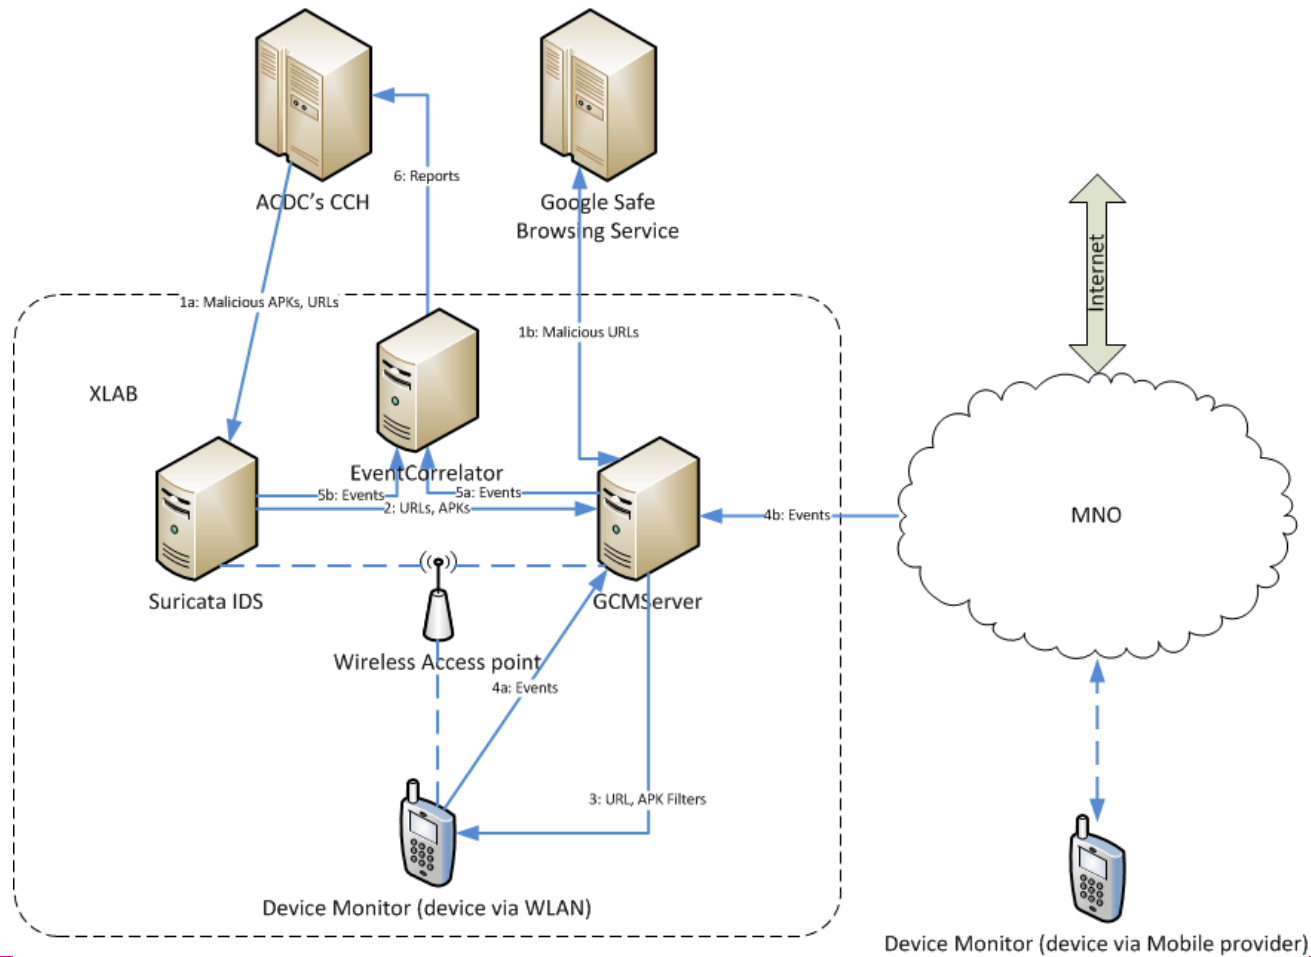 ACDC's CCH
Google Safe
Browsing Service
6: Reports
Internet
1a: Malicious APKs, URLs
1b: Malicious URLs
XLAB
EventCorrelator
5b: Events
5a: Events
2: URLs, APKs
4b: Events
MNO
Suricata IDS
GCMServer
Wireless Access point
4a: Events
3: URL, APK Filters
Device Monitor (device via WLAN)
Device Monitor (device via Mobile provider)